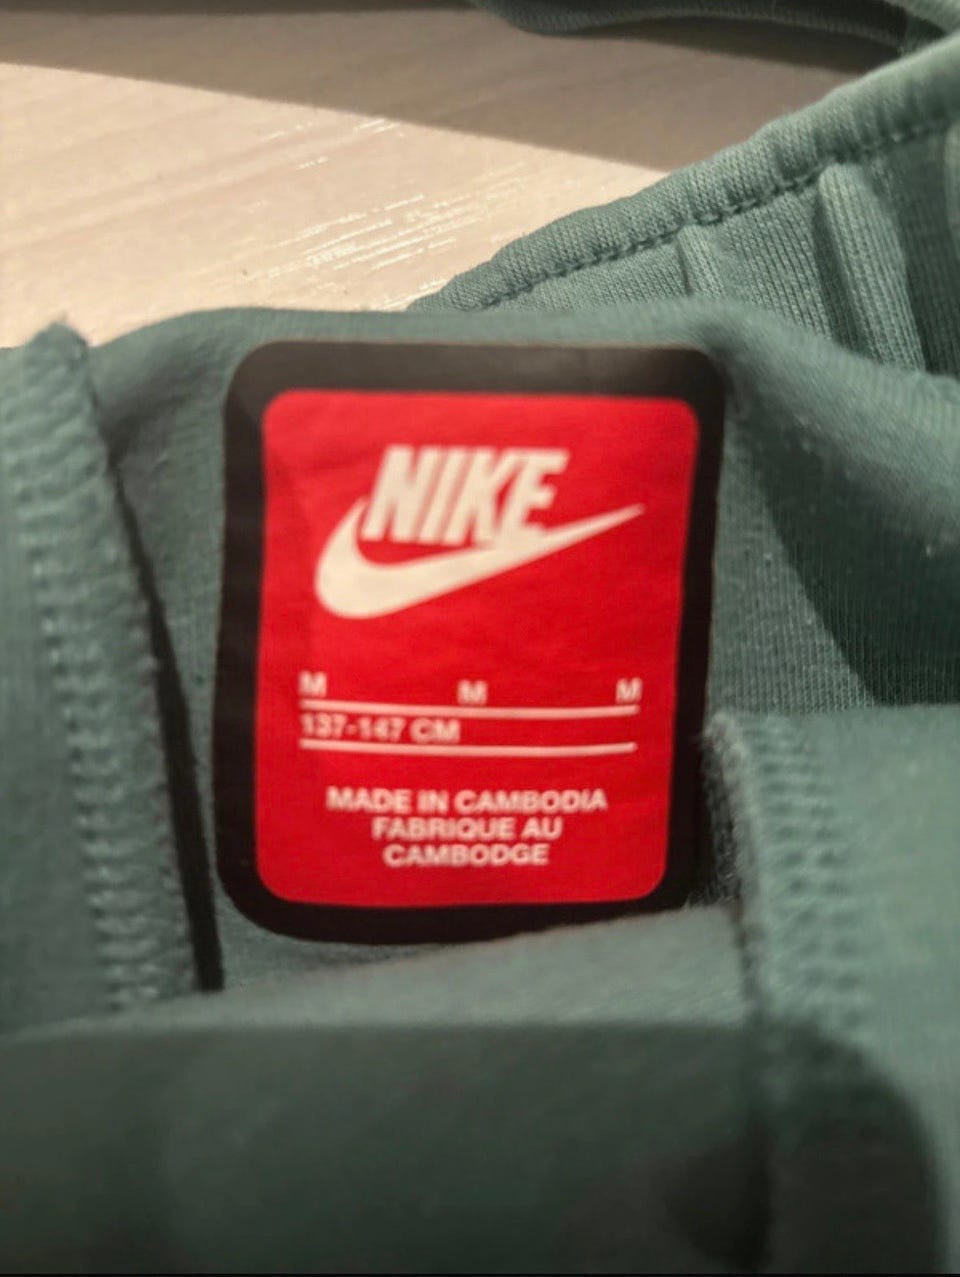 NIKE
M M M
137-147 CM
MADE IN CAMBODIA
FABRIQUE AU
CAMBODGE